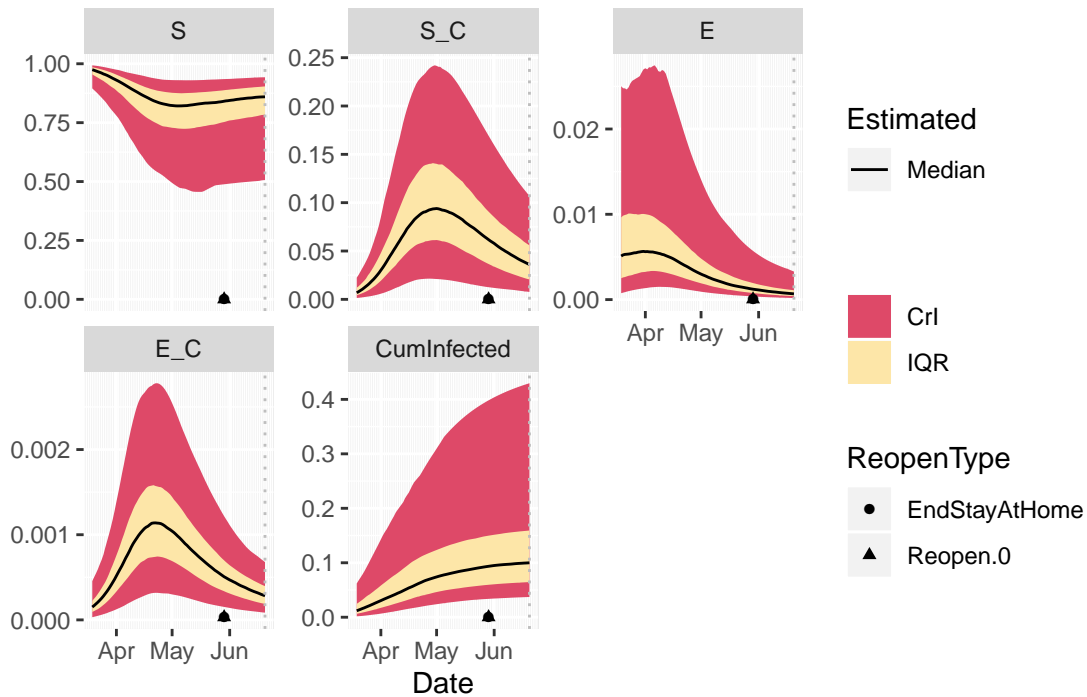 S
S_C
E
1.00
0.75
0.50
0.25
0.00
0.25
0.20
0.15
0.10
0.05
0.00
0.02
0.01
0.00
Apr May Jun
E_C
CumInfected
0.002
0.001
0.000
0.4
0.3
0.2
0.1
0.0
Apr May Jun
Apr May Jun
Date
Estimated
Median
CrI
IQR
ReopenType
EndStayAtHome
Reopen.0